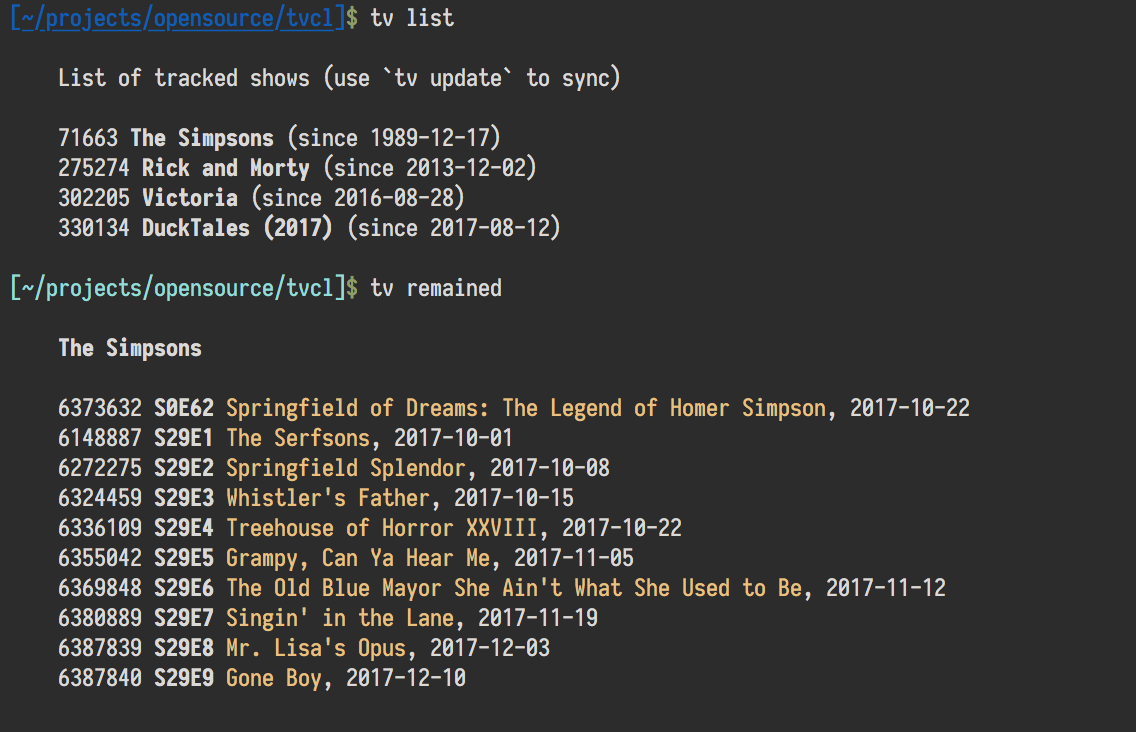 [~/projects/opensource/tvcl]$ tv list
List of tracked shows (use `tv update` to sync)
71663 The Simpsons (since 1989-12-17)
275274 Rick and Morty (since 2013-12-02)
302205 Victoria (since 2016-08-28)
330134 DuckTales (2017) (since 2017-08-12)
[~/projects/opensource/tvcl]$ tv remained
The Simpsons
6373632 S0E62 Springfield of Dreams: The Legend of Homer Simpson, 2017-10-22
6148887 S29E1 The Serfsons, 2017-10-01
6272275 S29E2 Springfield Splendor, 2017-10-08
6324459 S29E3 Whistler's Father, 2017-10-15
6336109 S29E4 Treehouse of Horror XXVIII, 2017-10-22
6355042 S29E5 Grampy, Can Ya Hear Me, 2017-11-05
6369848 S29E6 The Old Blue Mayor She Ain't What She Used to Be, 2017-11-12
6380889 S29E7 Singin' in the Lane, 2017-11-19
6387839 S29E8 Mr. Lisa's Opus, 2017-12-03
6387840 S29E9 Gone Boy, 2017-12-10